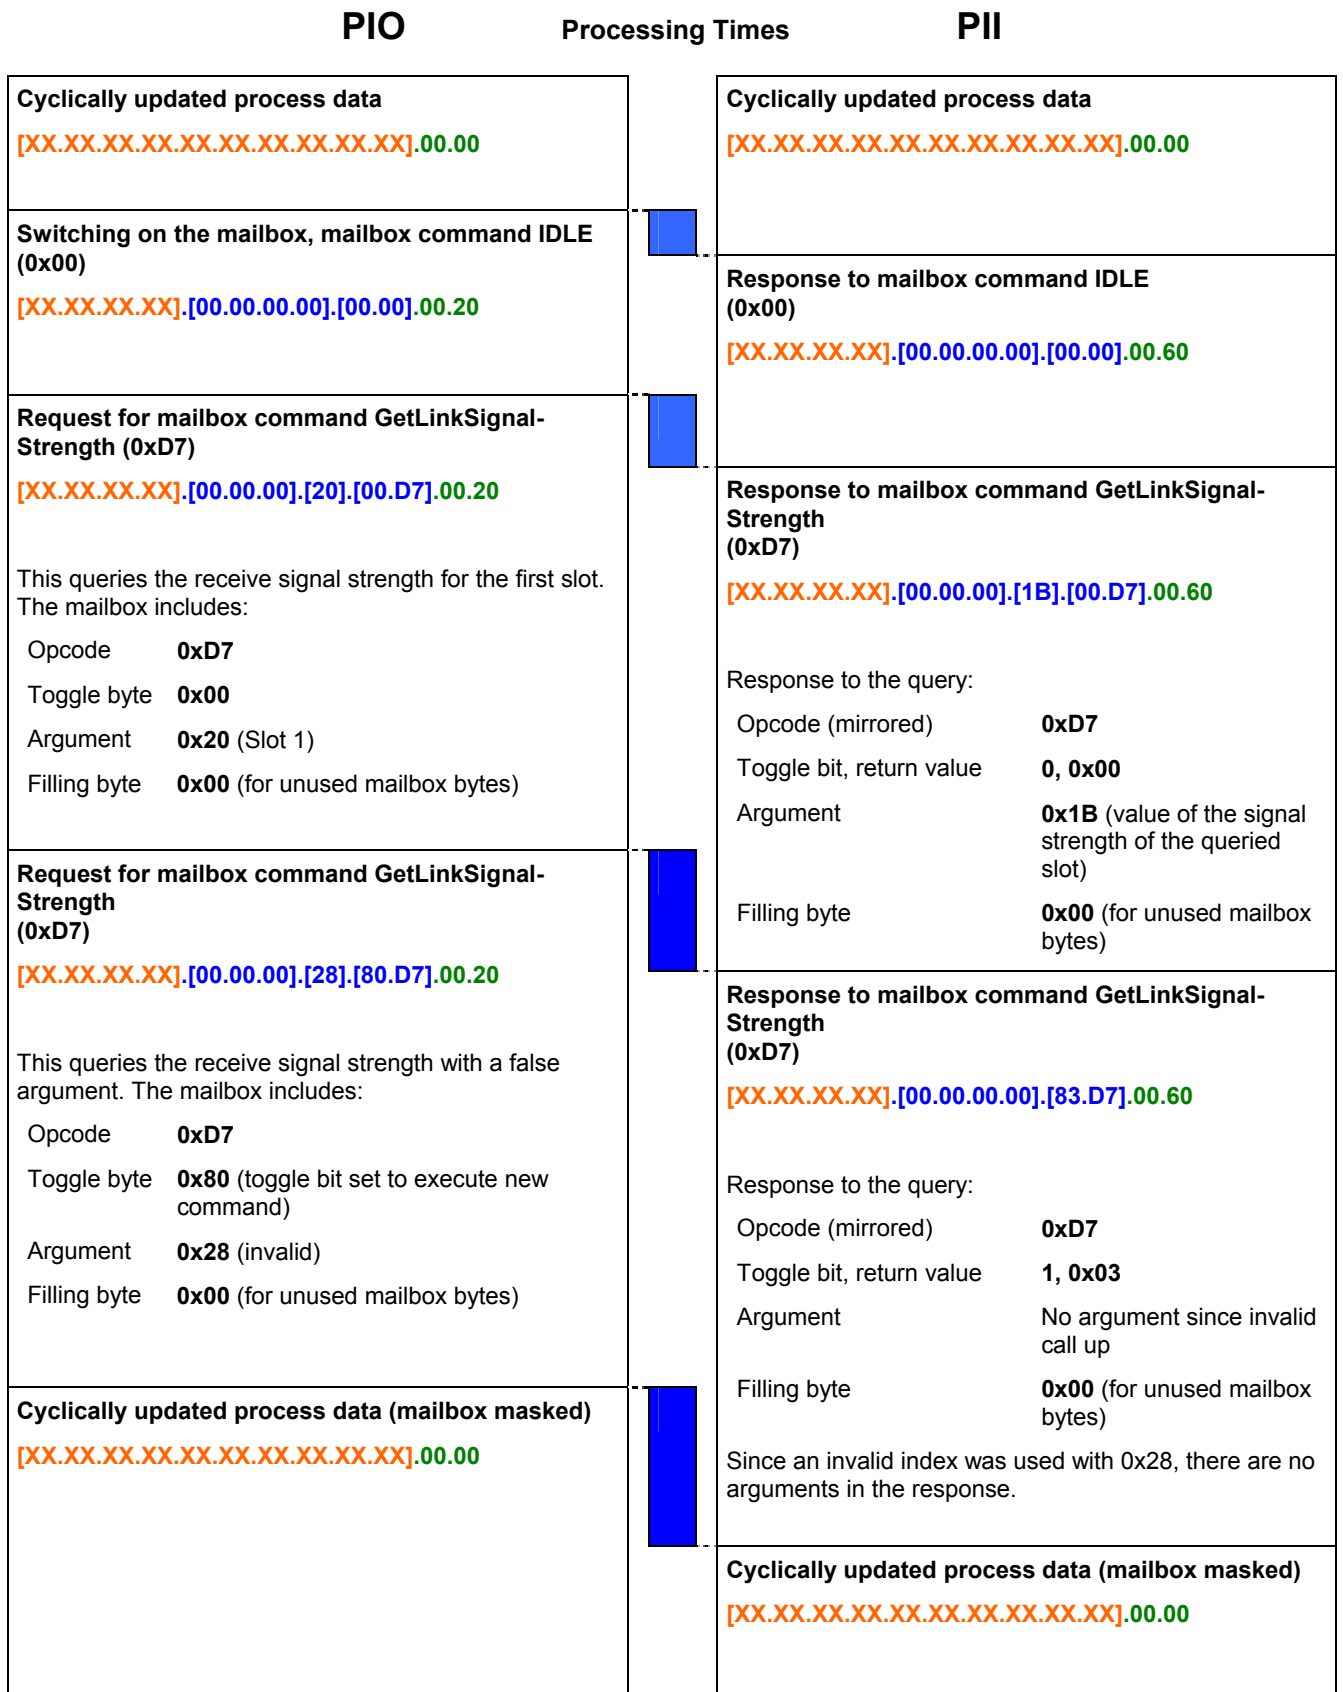 PIO Processing Times PII
Cyclically updated process data
[XX.XX.XX.XX.XX.XX.XX.XX.XX.XX].00.00
Switching on the mailbox, mailbox command IDLE
(0x00)
[XX.XX.XX.XX].[00.00.00.00].[00.00].00.20
Request for mailbox command GetLinkSignal-
Strength (0xD7)
[XX.XX.XX.XX].[00.00.00].[20].[00.D7].00.20
This queries the receive signal strength for the first slot.
The mailbox includes:
Opcode 0xD7
Toggle byte 0x00
Argument 0x20 (Slot 1)
Filling byte 0x00 (for unused mailbox bytes)
Request for mailbox command GetLinkSignal-
Strength
(0xD7)
[XX.XX.XX.XX].[00.00.00].[28].[80.D7].00.20
This queries the receive signal strength with a false
argument. The mailbox includes:
Opcode 0xD7
Toggle byte 0x80 (toggle bit set to execute new
command)
Argument 0x28 (invalid)
Filling byte 0x00 (for unused mailbox bytes)
Cyclically updated process data (mailbox masked)
[XX.XX.XX.XX.XX.XX.XX.XX.XX.XX].00.00
Cyclically updated process data
[XX.XX.XX.XX.XX.XX.XX.XX.XX.XX].00.00
Response to mailbox command IDLE
(0x00)
[XX.XX.XX.XX].[00.00.00.00].[00.00].00.60
Response to mailbox command GetLinkSignal-
Strength
(0xD7)
[XX.XX.XX.XX].[00.00.00].[1B].[00.D7].00.60
Response to the query:
Opcode (mirrored) 0xD7
Toggle bit, return value 0, 0x00
Argument 0x1B (value of the signal
strength of the queried
slot)
Filling byte 0x00 (for unused mailbox
bytes)
Response to mailbox command GetLinkSignal-
Strength
(0xD7)
[XX.XX.XX.XX].[00.00.00.00].[83.D7].00.60
Response to the query:
Opcode (mirrored) 0xD7
Toggle bit, return value 1, 0x03
Argument No argument since invalid
call up
Filling byte 0x00 (for unused mailbox
bytes)
Since an invalid index was used with 0x28, there are no
arguments in the response.
Cyclically updated process data (mailbox masked)
[XX.XX.XX.XX.XX.XX.XX.XX.XX.XX].00.00